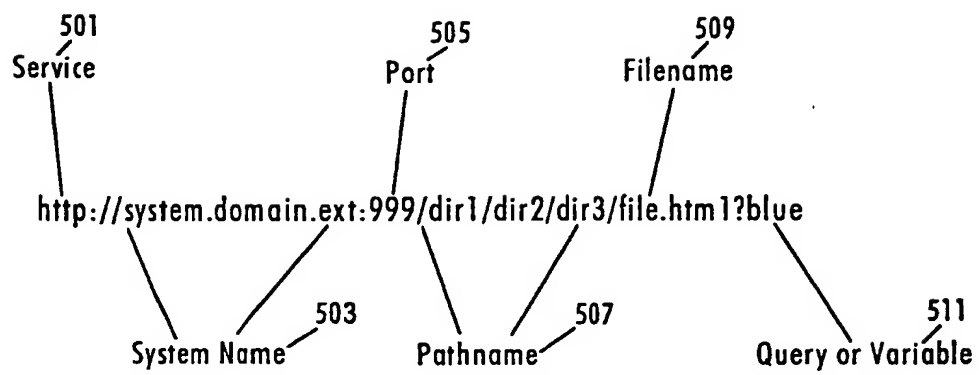 501
505
509
Service
Port
Filename
http://system.domain.ext:999/dir1/dir2/dir3/file.htm1?blue
503
507
511
System Name
Pathname
Query or Variable